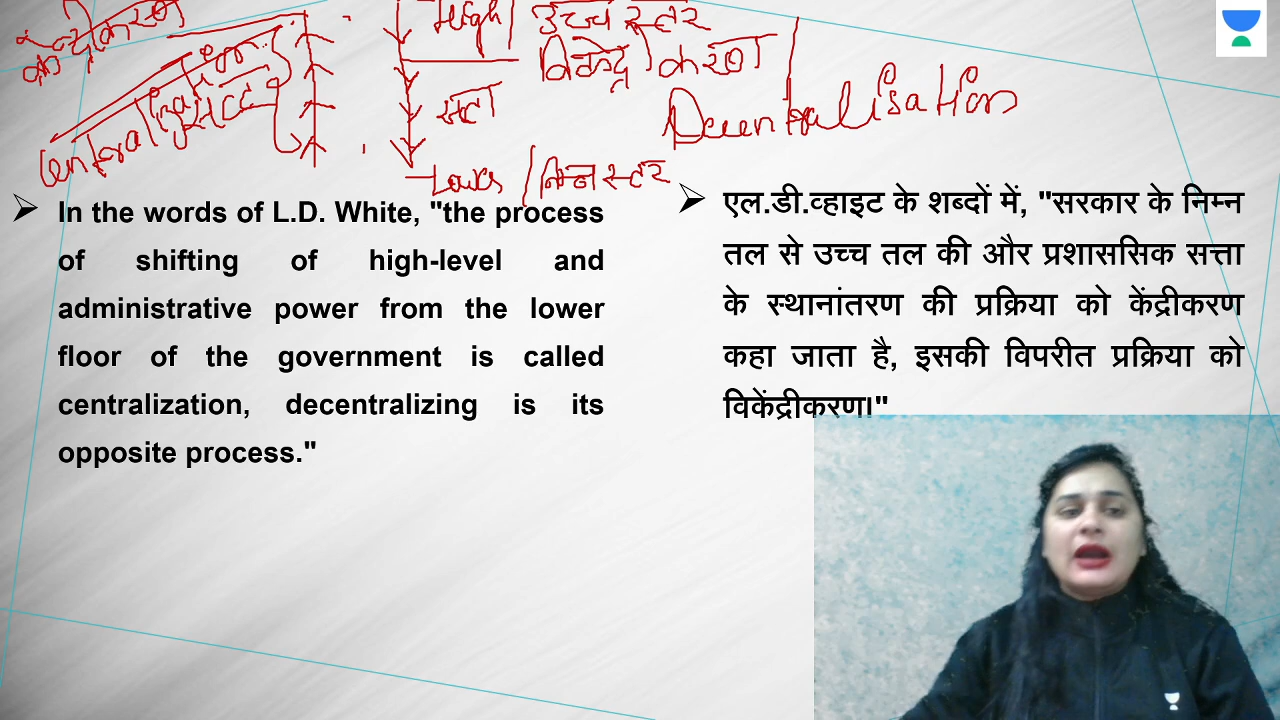 केन्द्रीकरण
High / उच्च स्तर
विकेंद्रीकरण
Centralization
सत्ता
सत्ता
Decentralisation
Lower / निम्न स्तर
In the words of L.D. White, "the process
of shifting of high-level and
administrative power from the lower
floor of the government is called
centralization, decentralizing is its
opposite process."
एल.डी.व्हाइट के शब्दों में, "सरकार के निम्न
तल से उच्च तल की और प्रशाससिक सत्ता
के स्थानांतरण की प्रक्रिया को केंद्रीकरण
कहा जाता है, इसकी विपरीत प्रक्रिया को
विकेंद्रीकरण।"